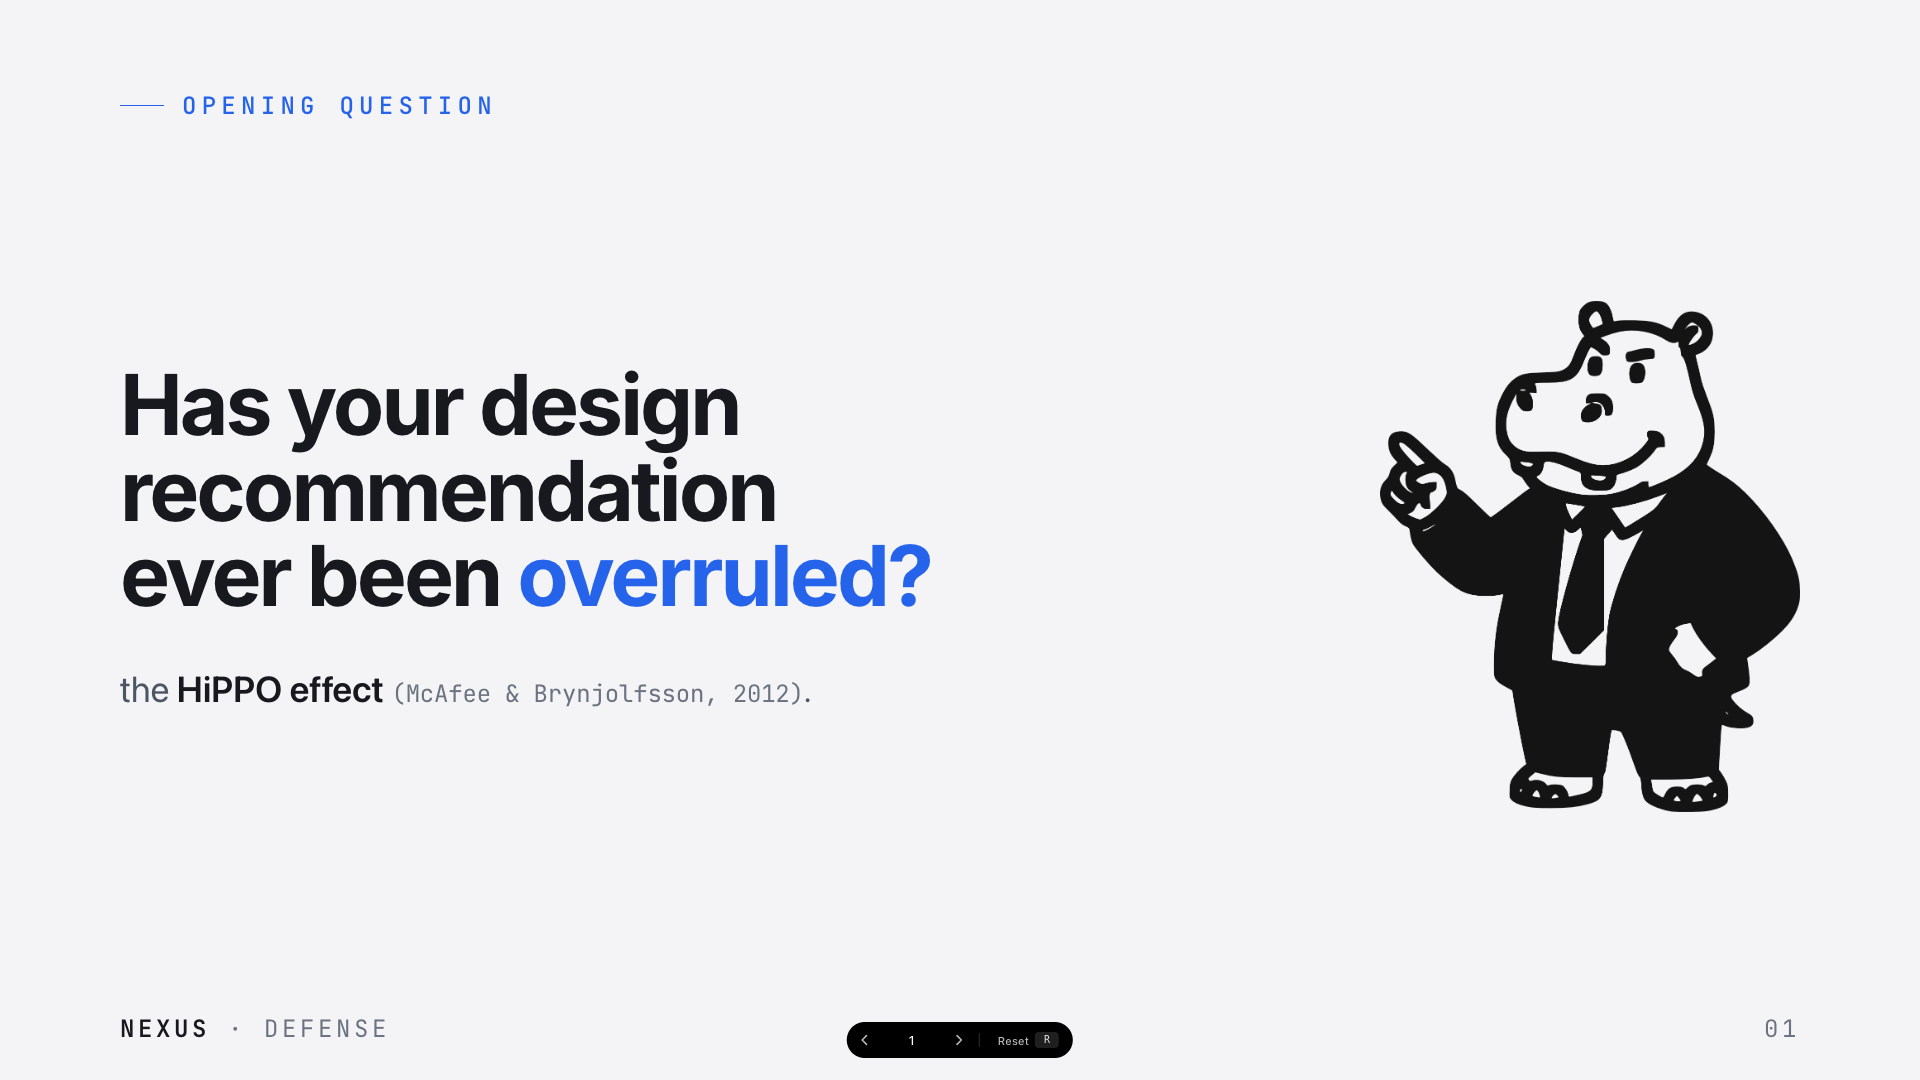 OPENING QUESTION
Has your design
recommendation
ever been overruled?
the HiPPO effect (McAfee & Brynjolfsson, 2012).
NEXUS · DEFENSE
1
Reset R
01